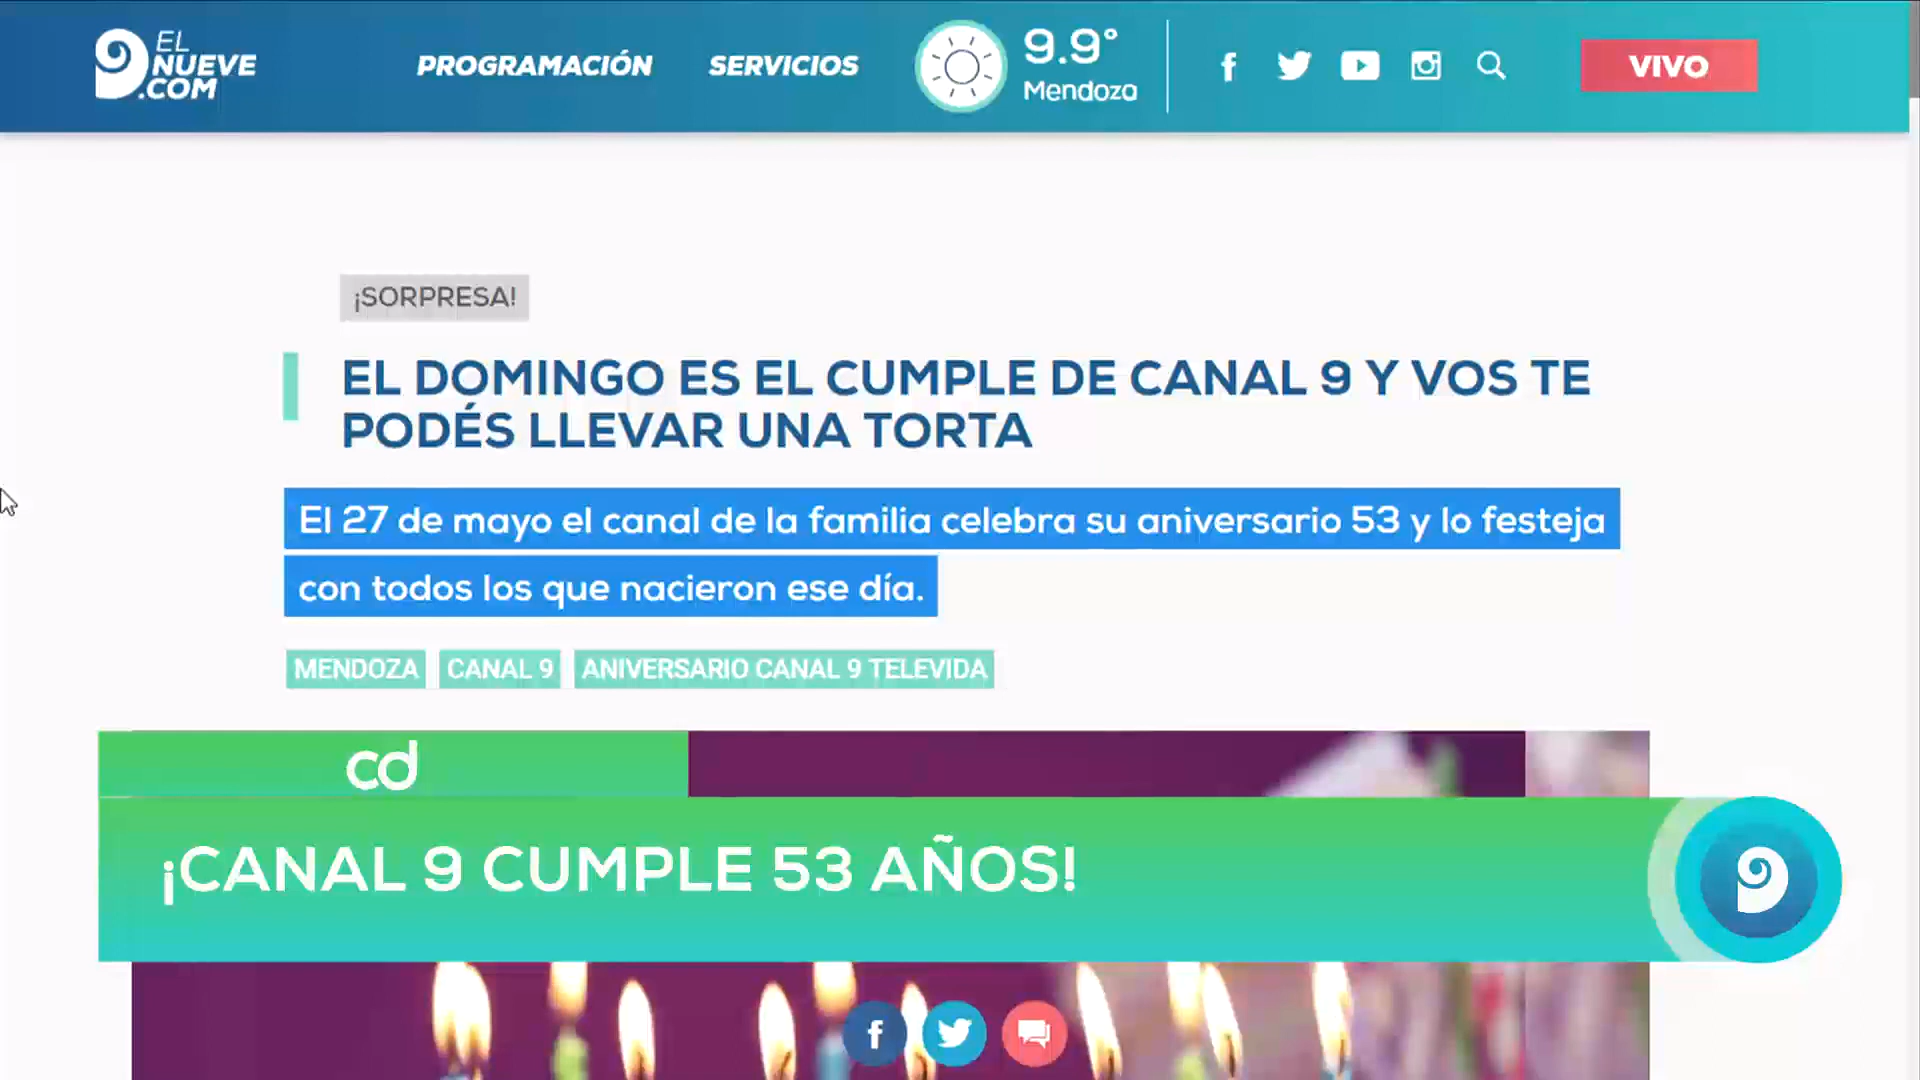 EL
NUEVE
.COM
PROGRAMACIÓN
SERVICIOS
9.9°
Mendoza
VIVO
¡SORPRESA!
EL DOMINGO ES EL CUMPLE DE CANAL 9 Y VOS TE
PODÉS LLEVAR UNA TORTA
El 27 de mayo el canal de la familia celebra su aniversario 53 y lo festeja
con todos los que nacieron ese día.
MENDOZA CANAL 9 ANIVERSARIO CANAL 9 TELEVIDA
cd
¡CANAL 9 CUMPLE 53 AÑOS!